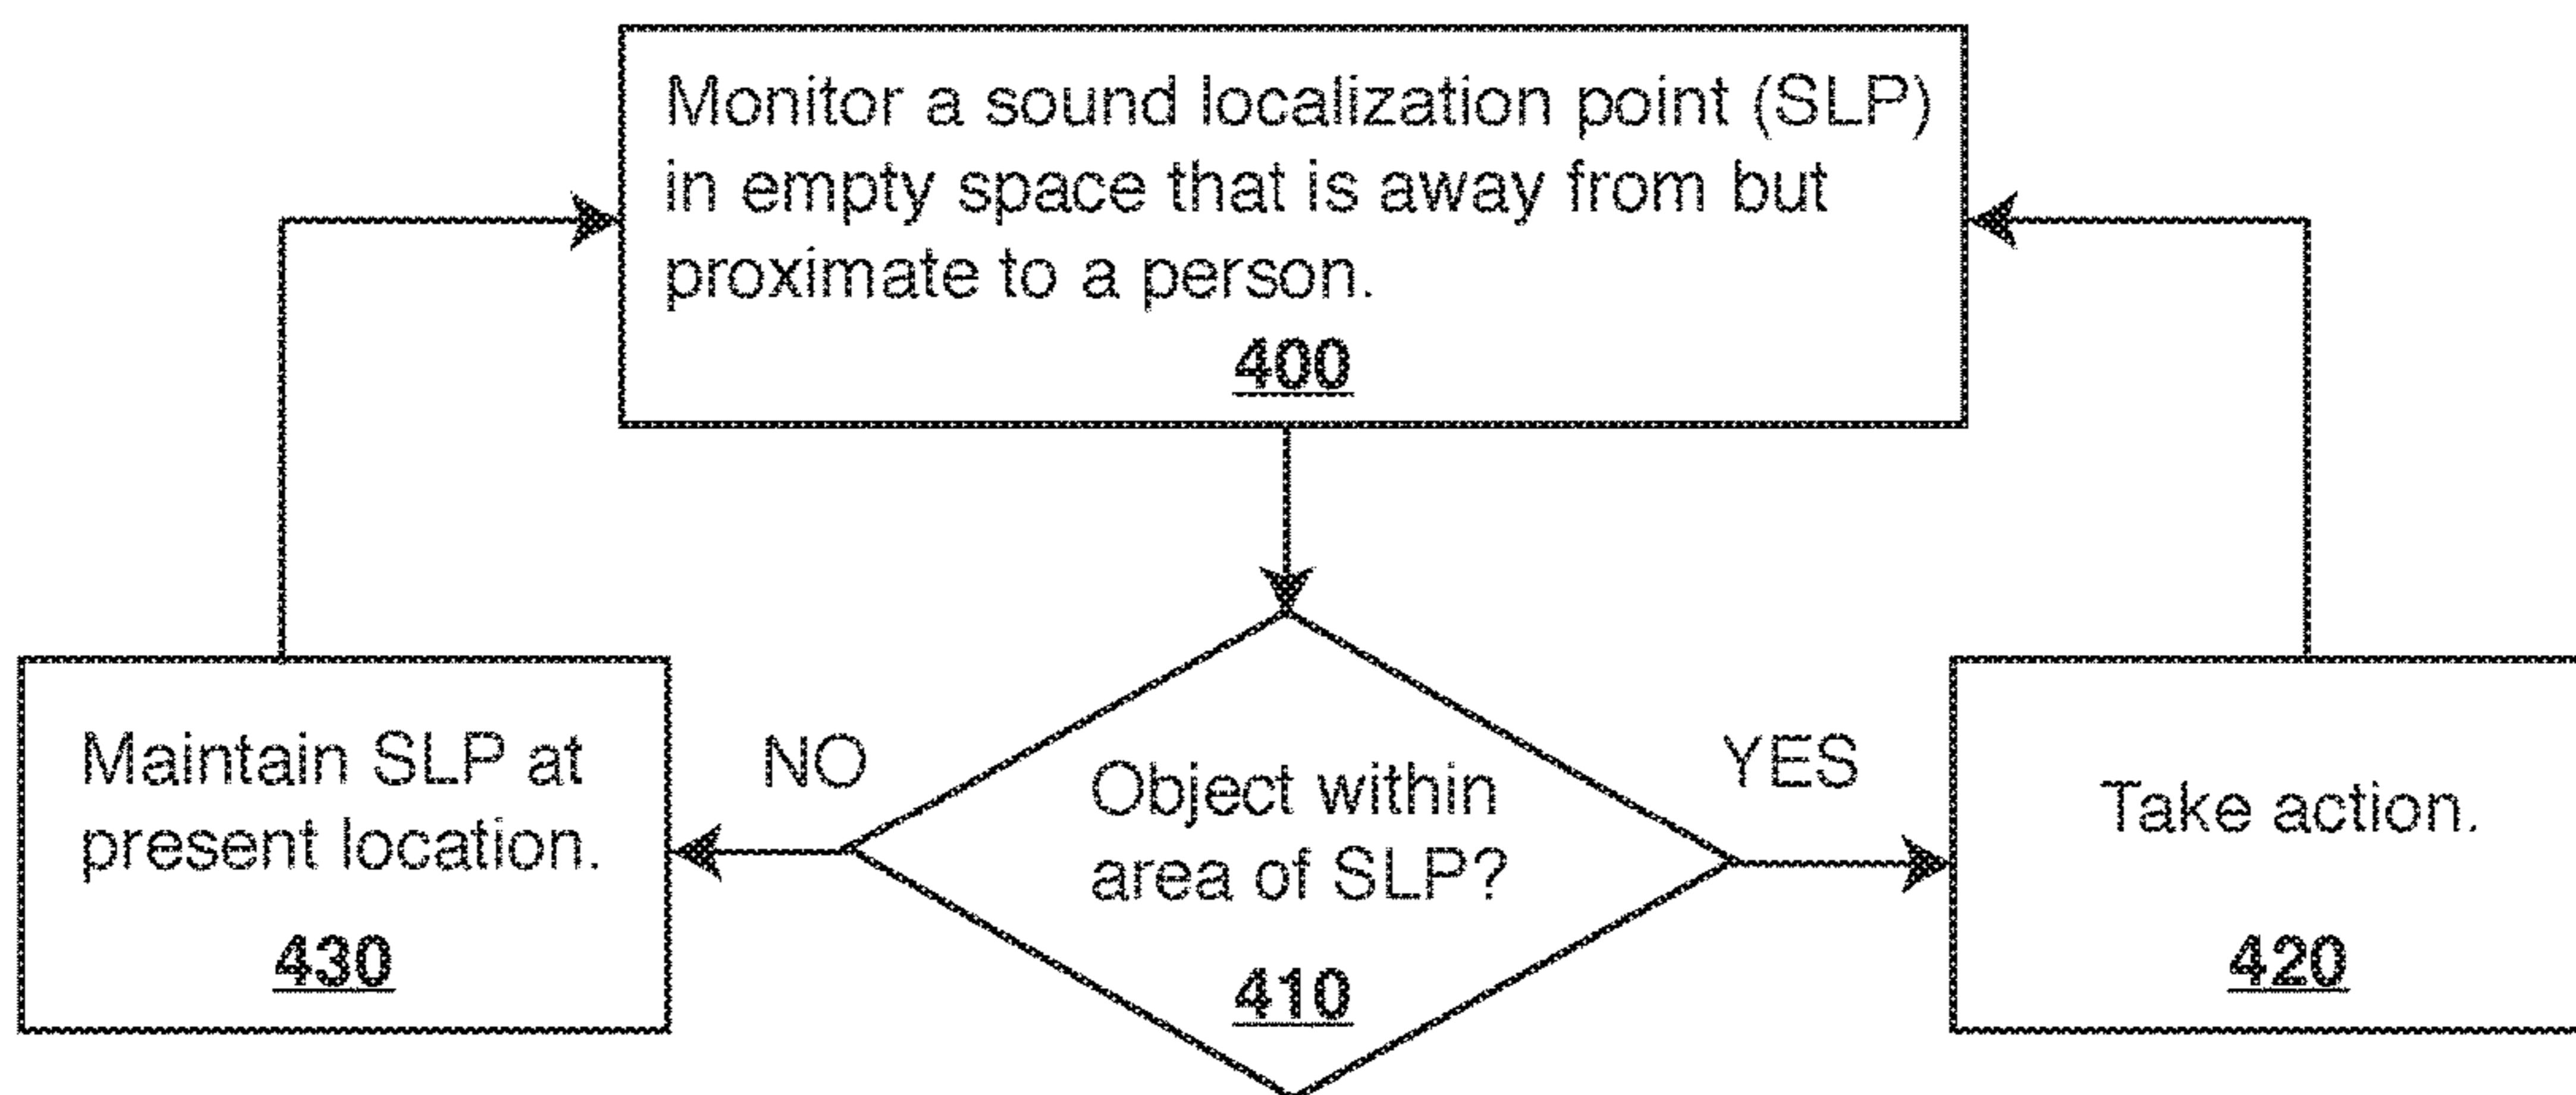 Monitor a sound localization point (SLP)
in empty space that is away from but
proximate to a person.
400
Maintain SLP at
present location.
430
NO
Object within
area of SLP?
410
YES
Take action.
420